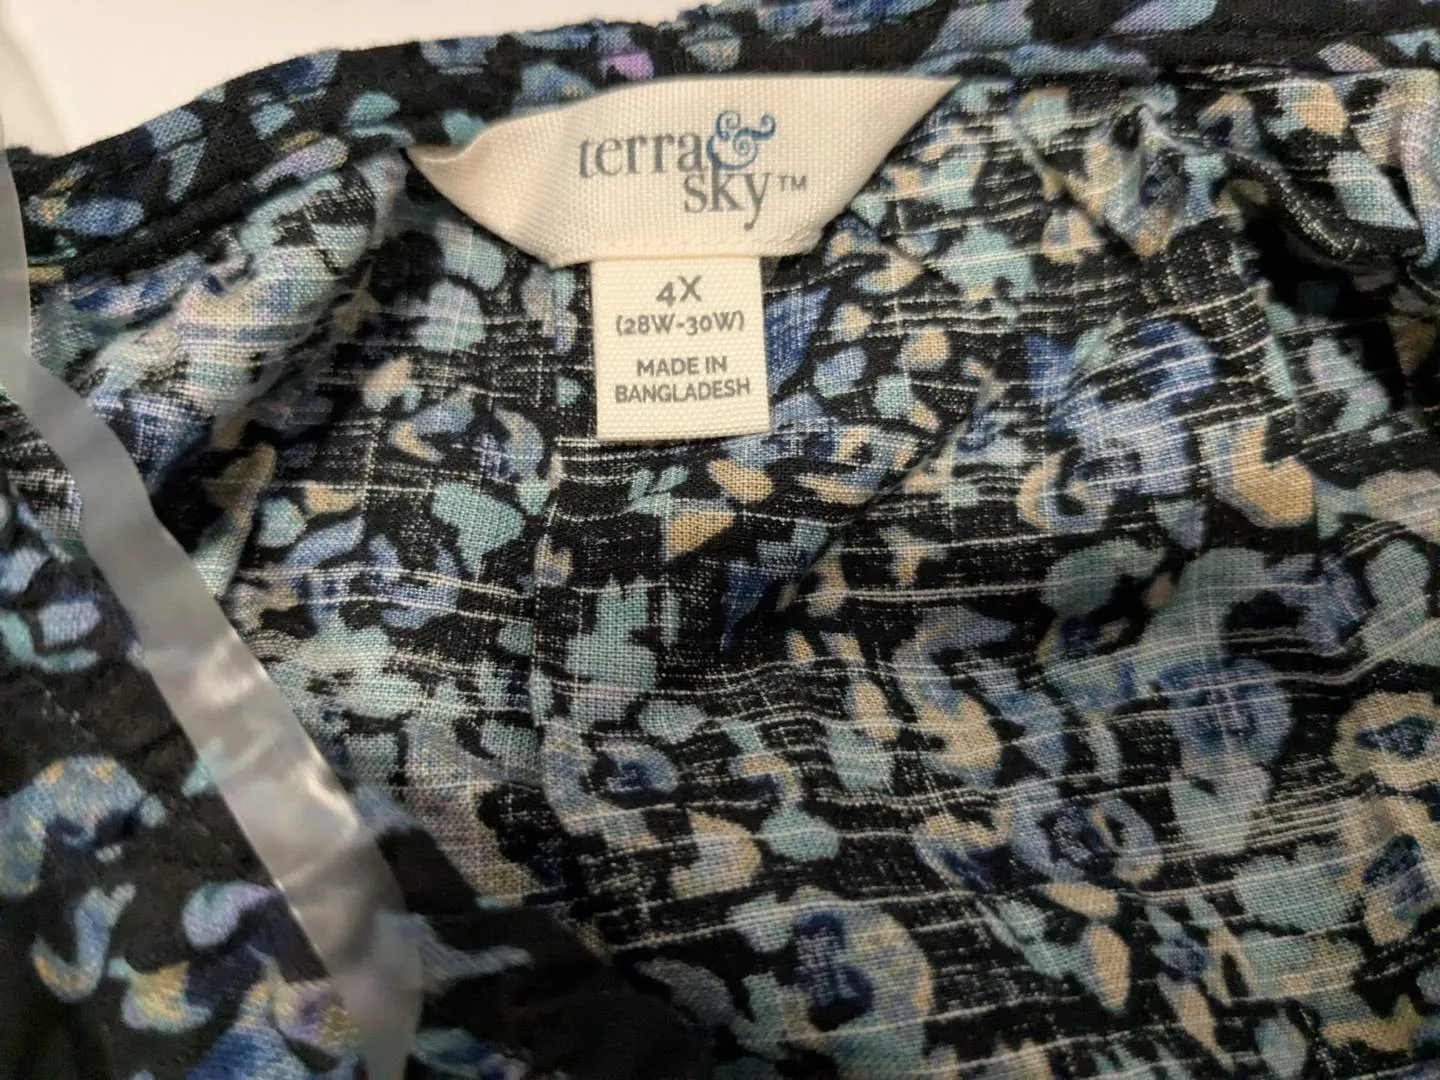 terra &
sky™
4X
(28W-30W)
MADE IN
BANGLADESH